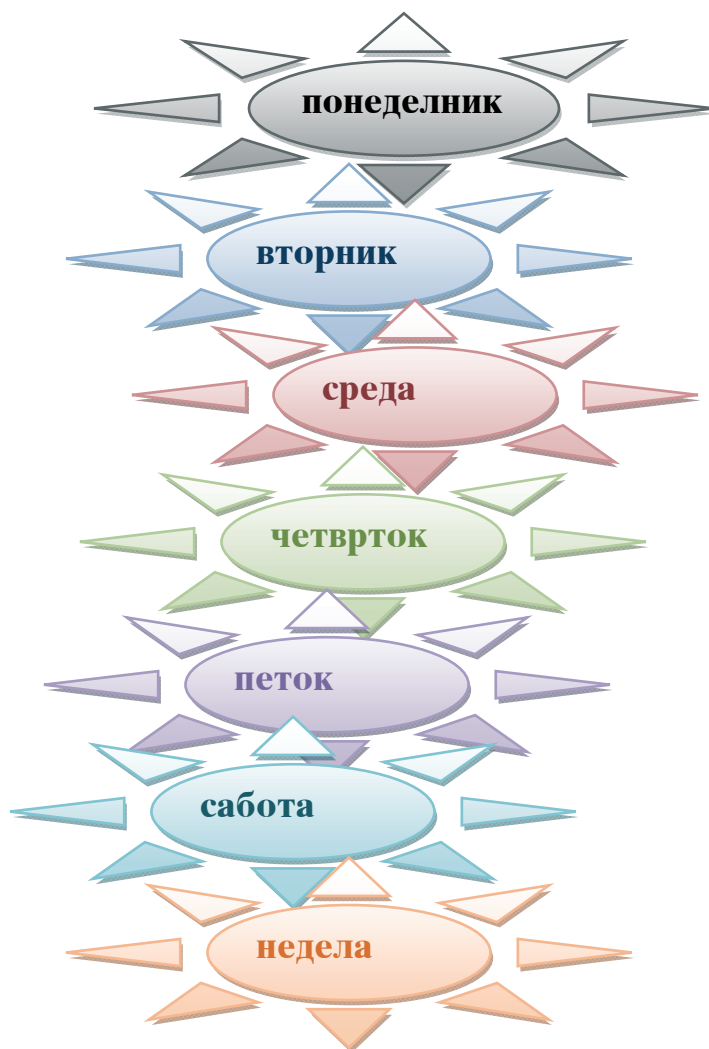 понеделник
вторник
среда
четврток
петок
сабота
недела